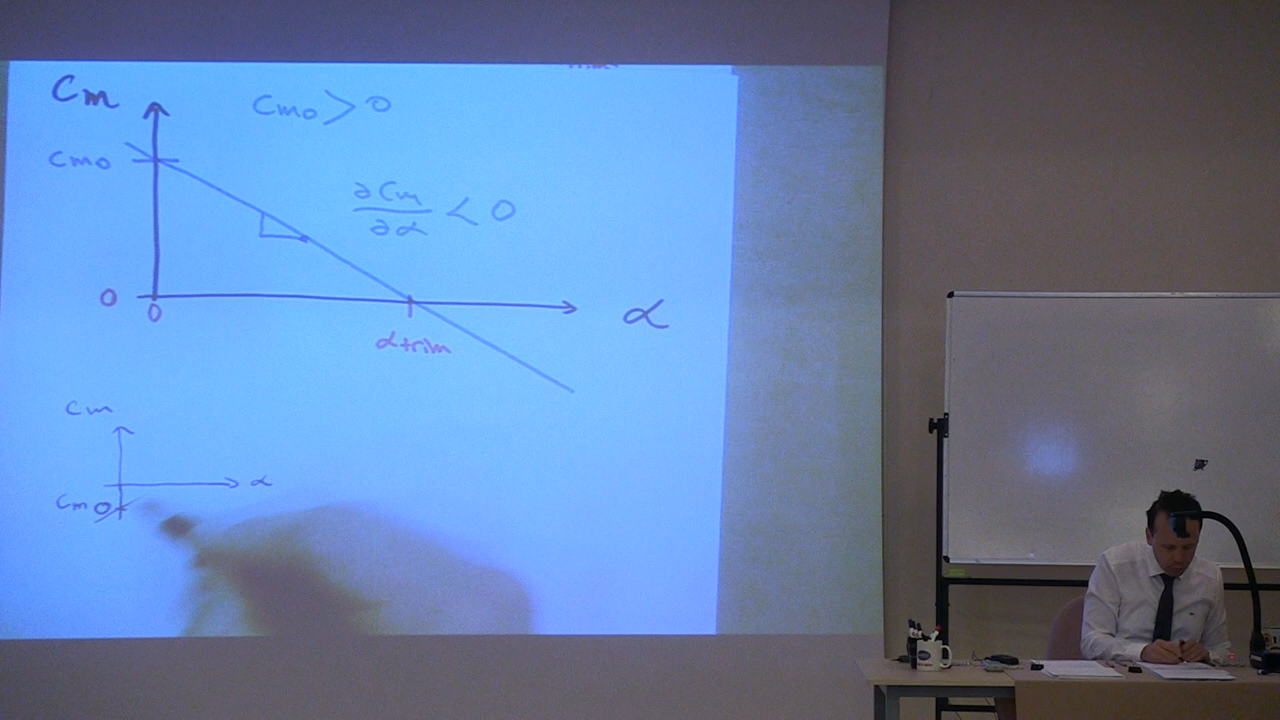 Cm
Cmo > 0
Cmo
∂Cm/∂α < 0
0
0
α
αtrim
Cm
α
Cmo